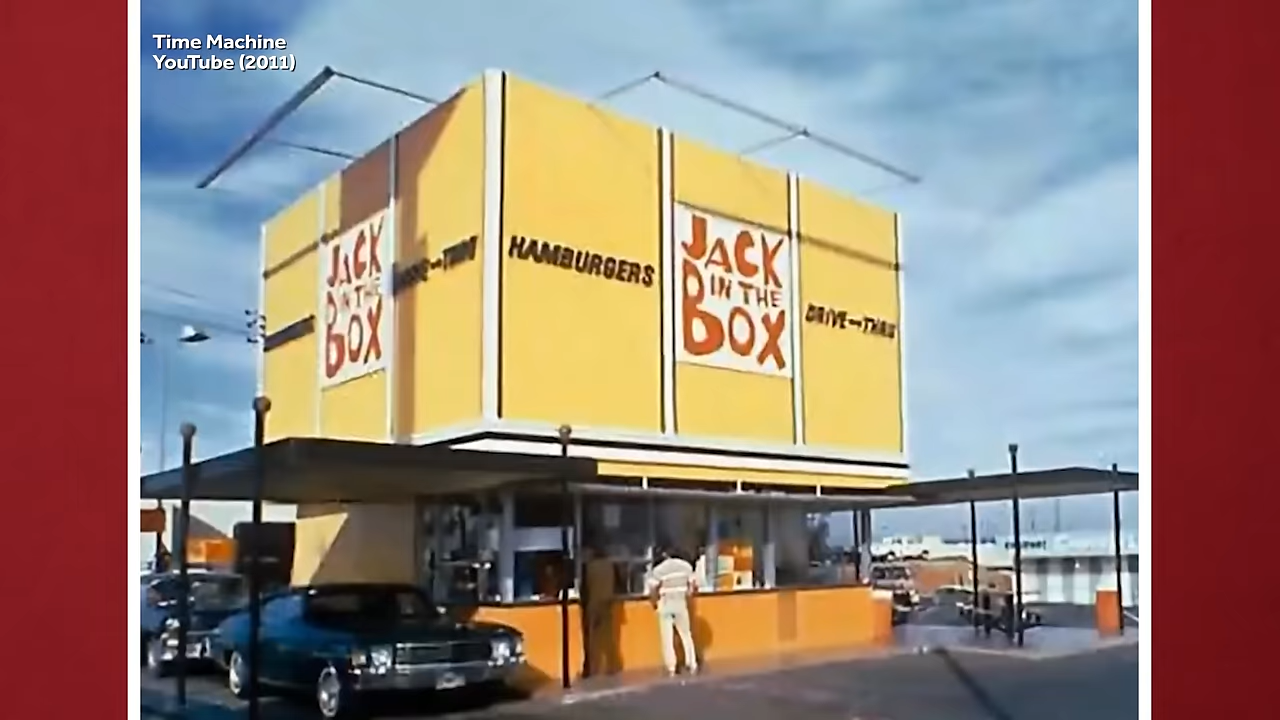 Time Machine
YouTube (2011)
JACK
IN THE
BOX
HAMBURGERS
JACK
IN THE
BOX
DRIVE-THRU